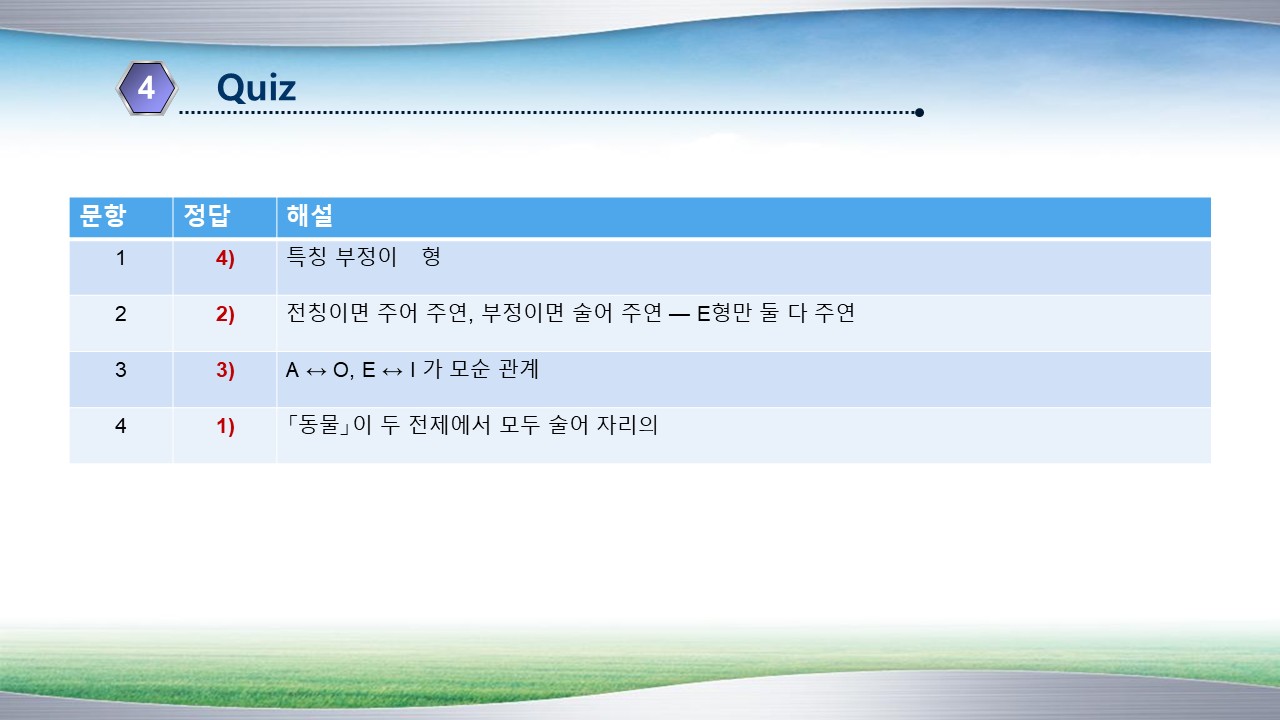 4 Quiz
문항 정답 해설
1 4) 특칭 부정이 형
2 2) 전칭이면 주어 주연, 부정이면 술어 주연 — E형만 둘 다 주연
3 3) A ↔ O, E ↔ I 가 모순 관계
4 1) 「동물」이 두 전제에서 모두 술어 자리의